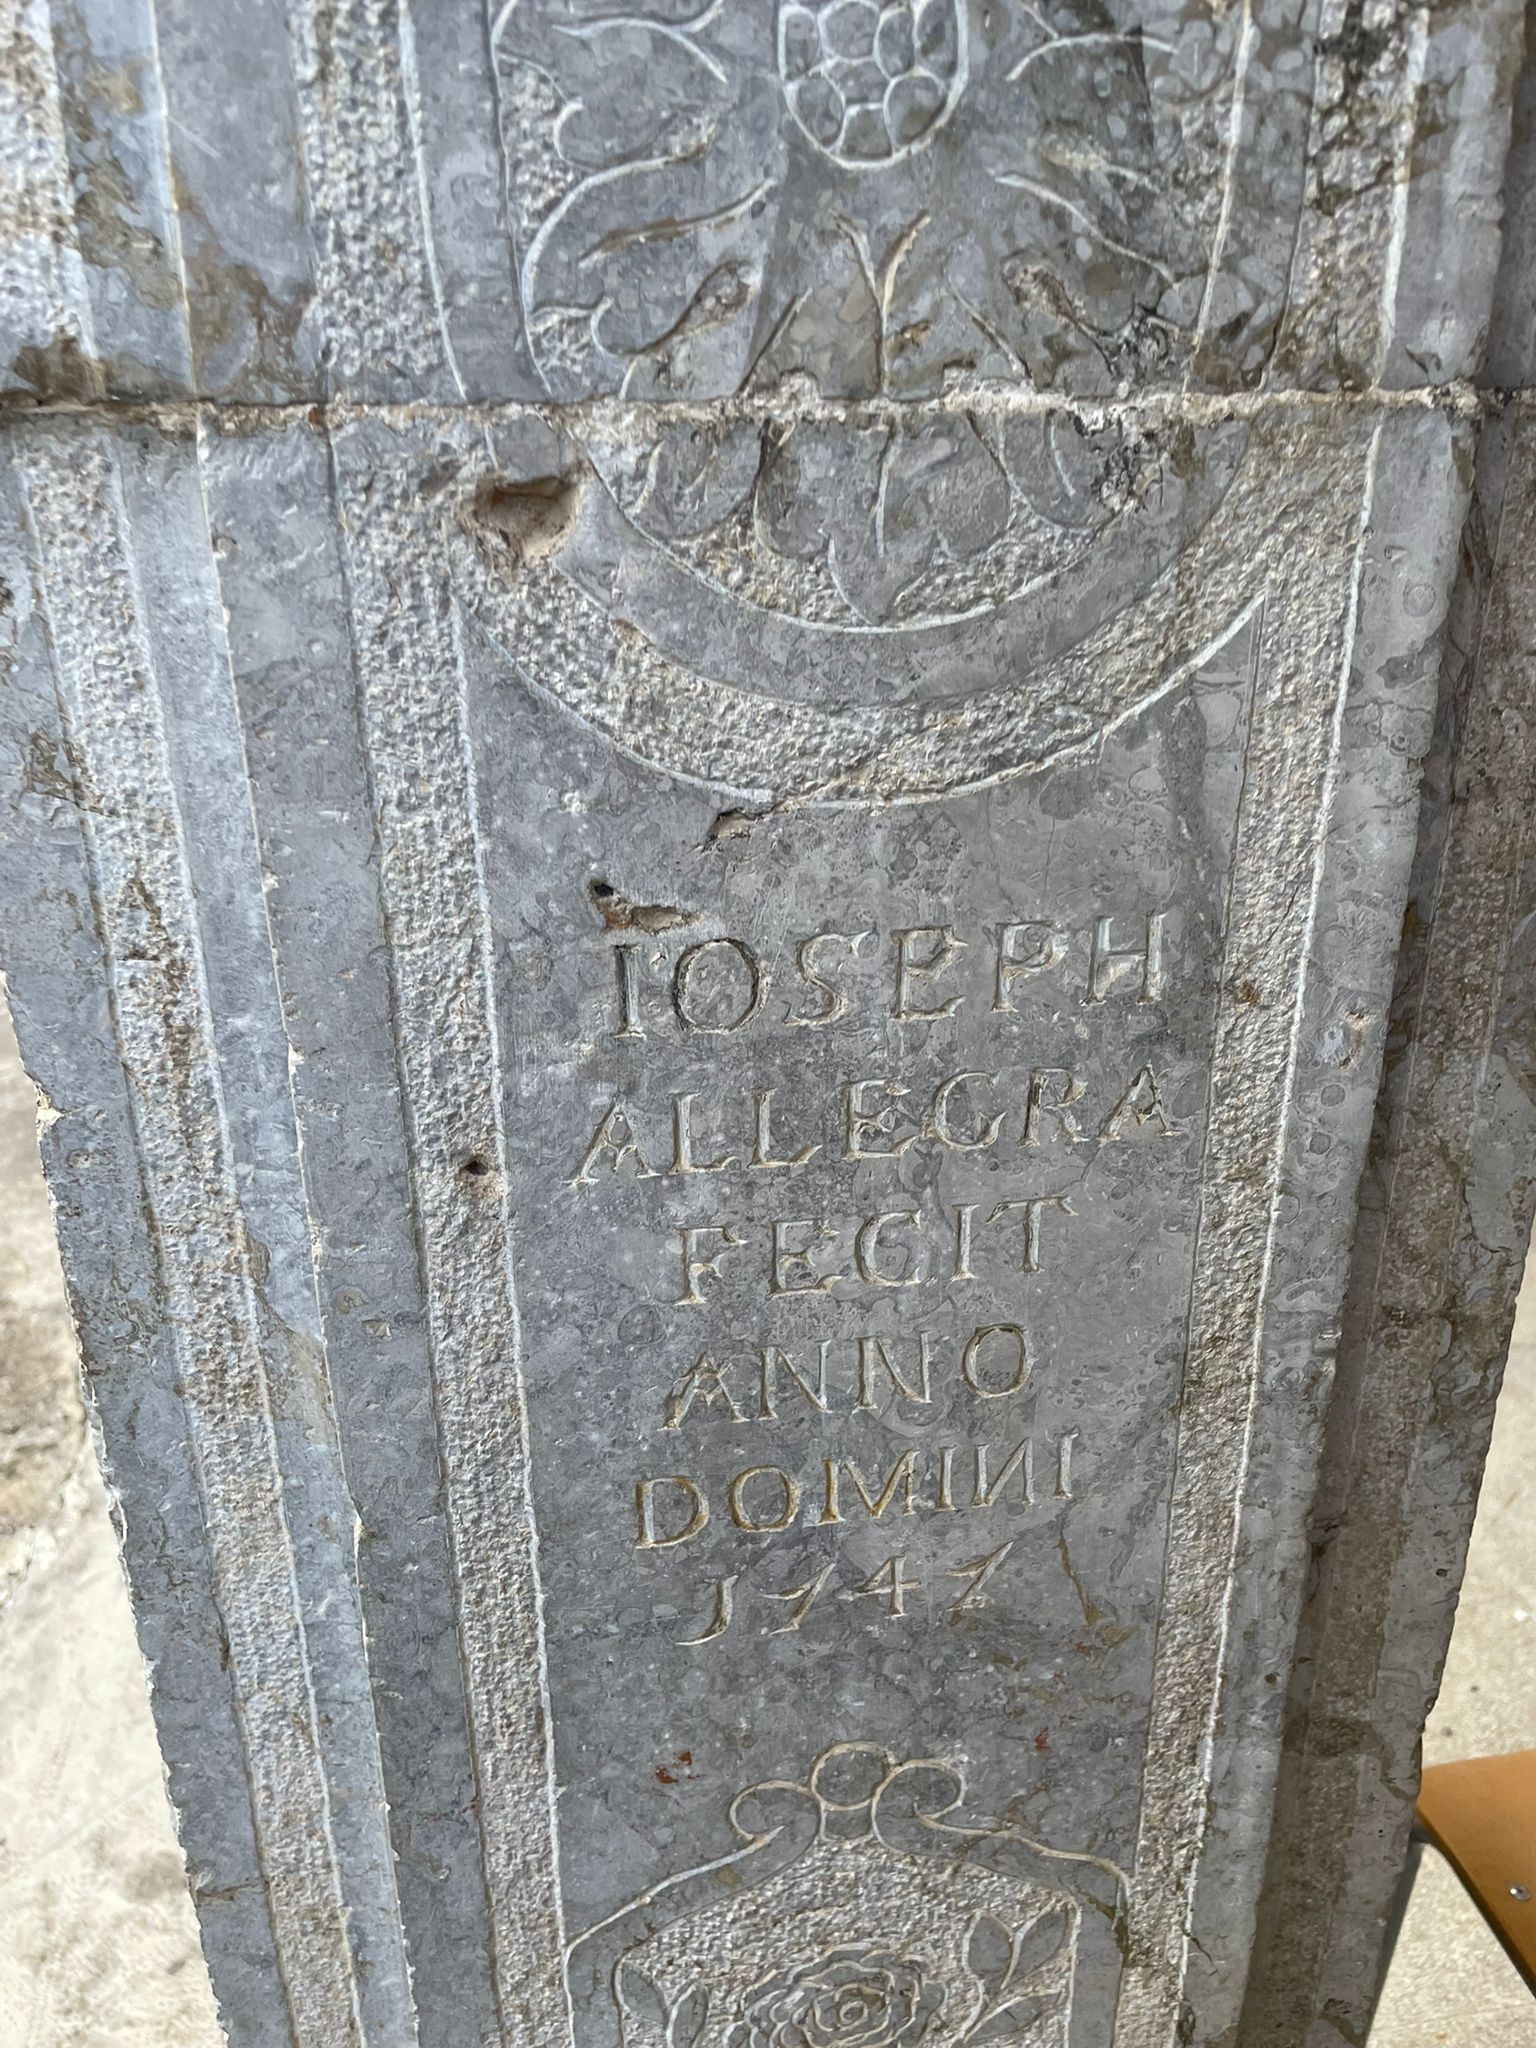 IOSEPH
ALLEGRA
FECIT
ANNO
DOMINI
1747